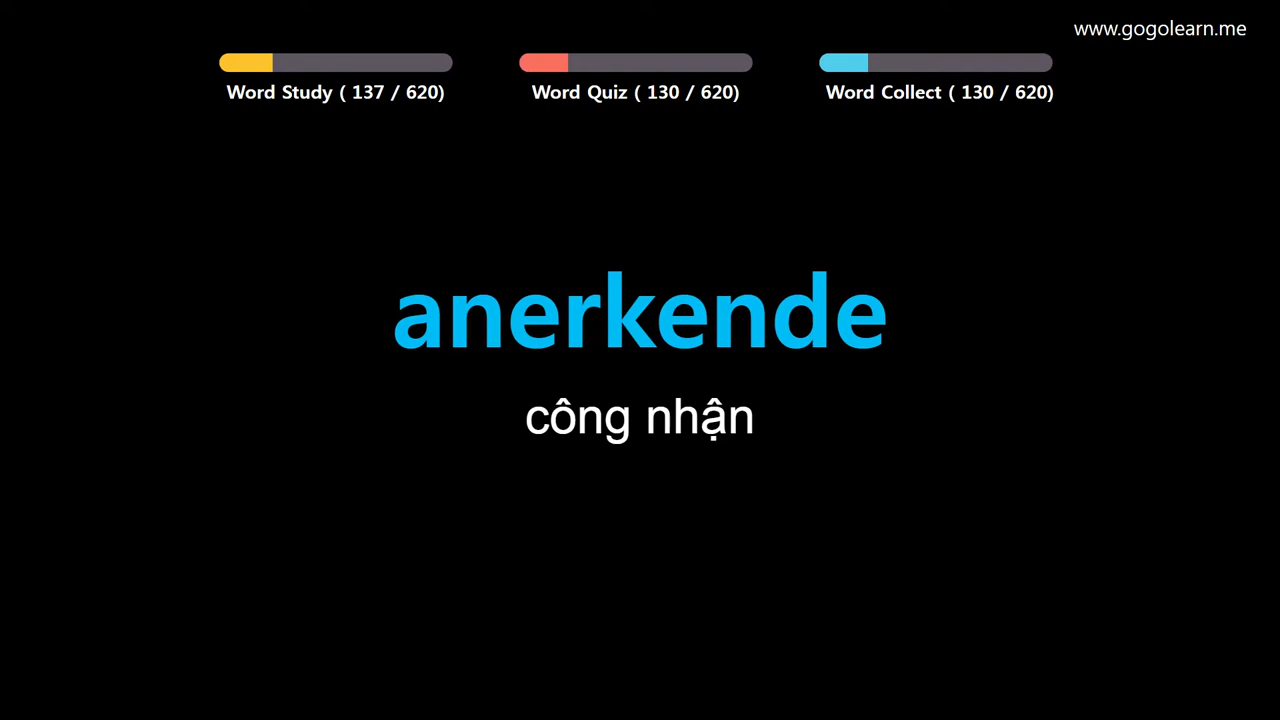 www.gogolearn.me
Word Study ( 137 / 620)
Word Quiz ( 130 / 620)
Word Collect ( 130 / 620)
anerkende
công nhận